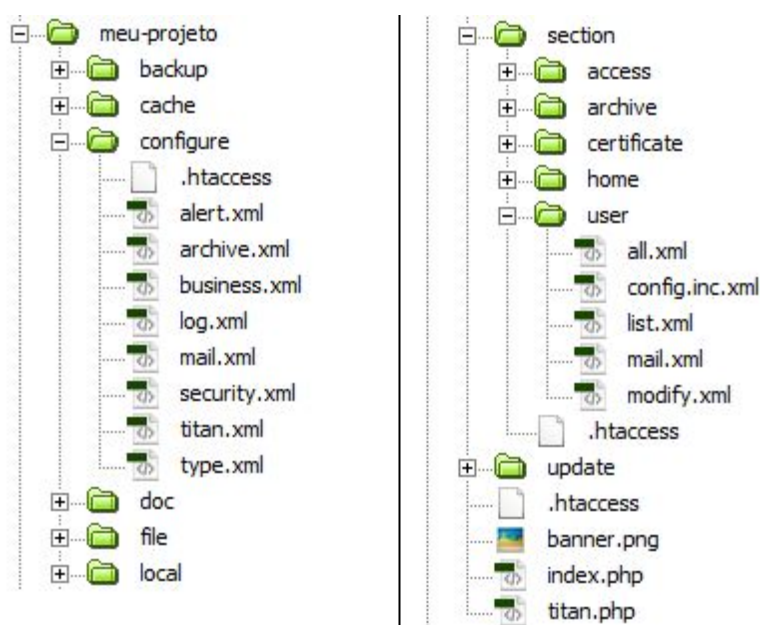 meu-projeto
backup
cache
configure
.htaccess
alert.xml
archive.xml
business.xml
log.xml
mail.xml
security.xml
titan.xml
type.xml
doc
file
local
section
access
archive
certificate
home
user
all.xml
config.inc.xml
list.xml
mail.xml
modify.xml
.htaccess
update
.htaccess
banner.png
index.php
titan.php